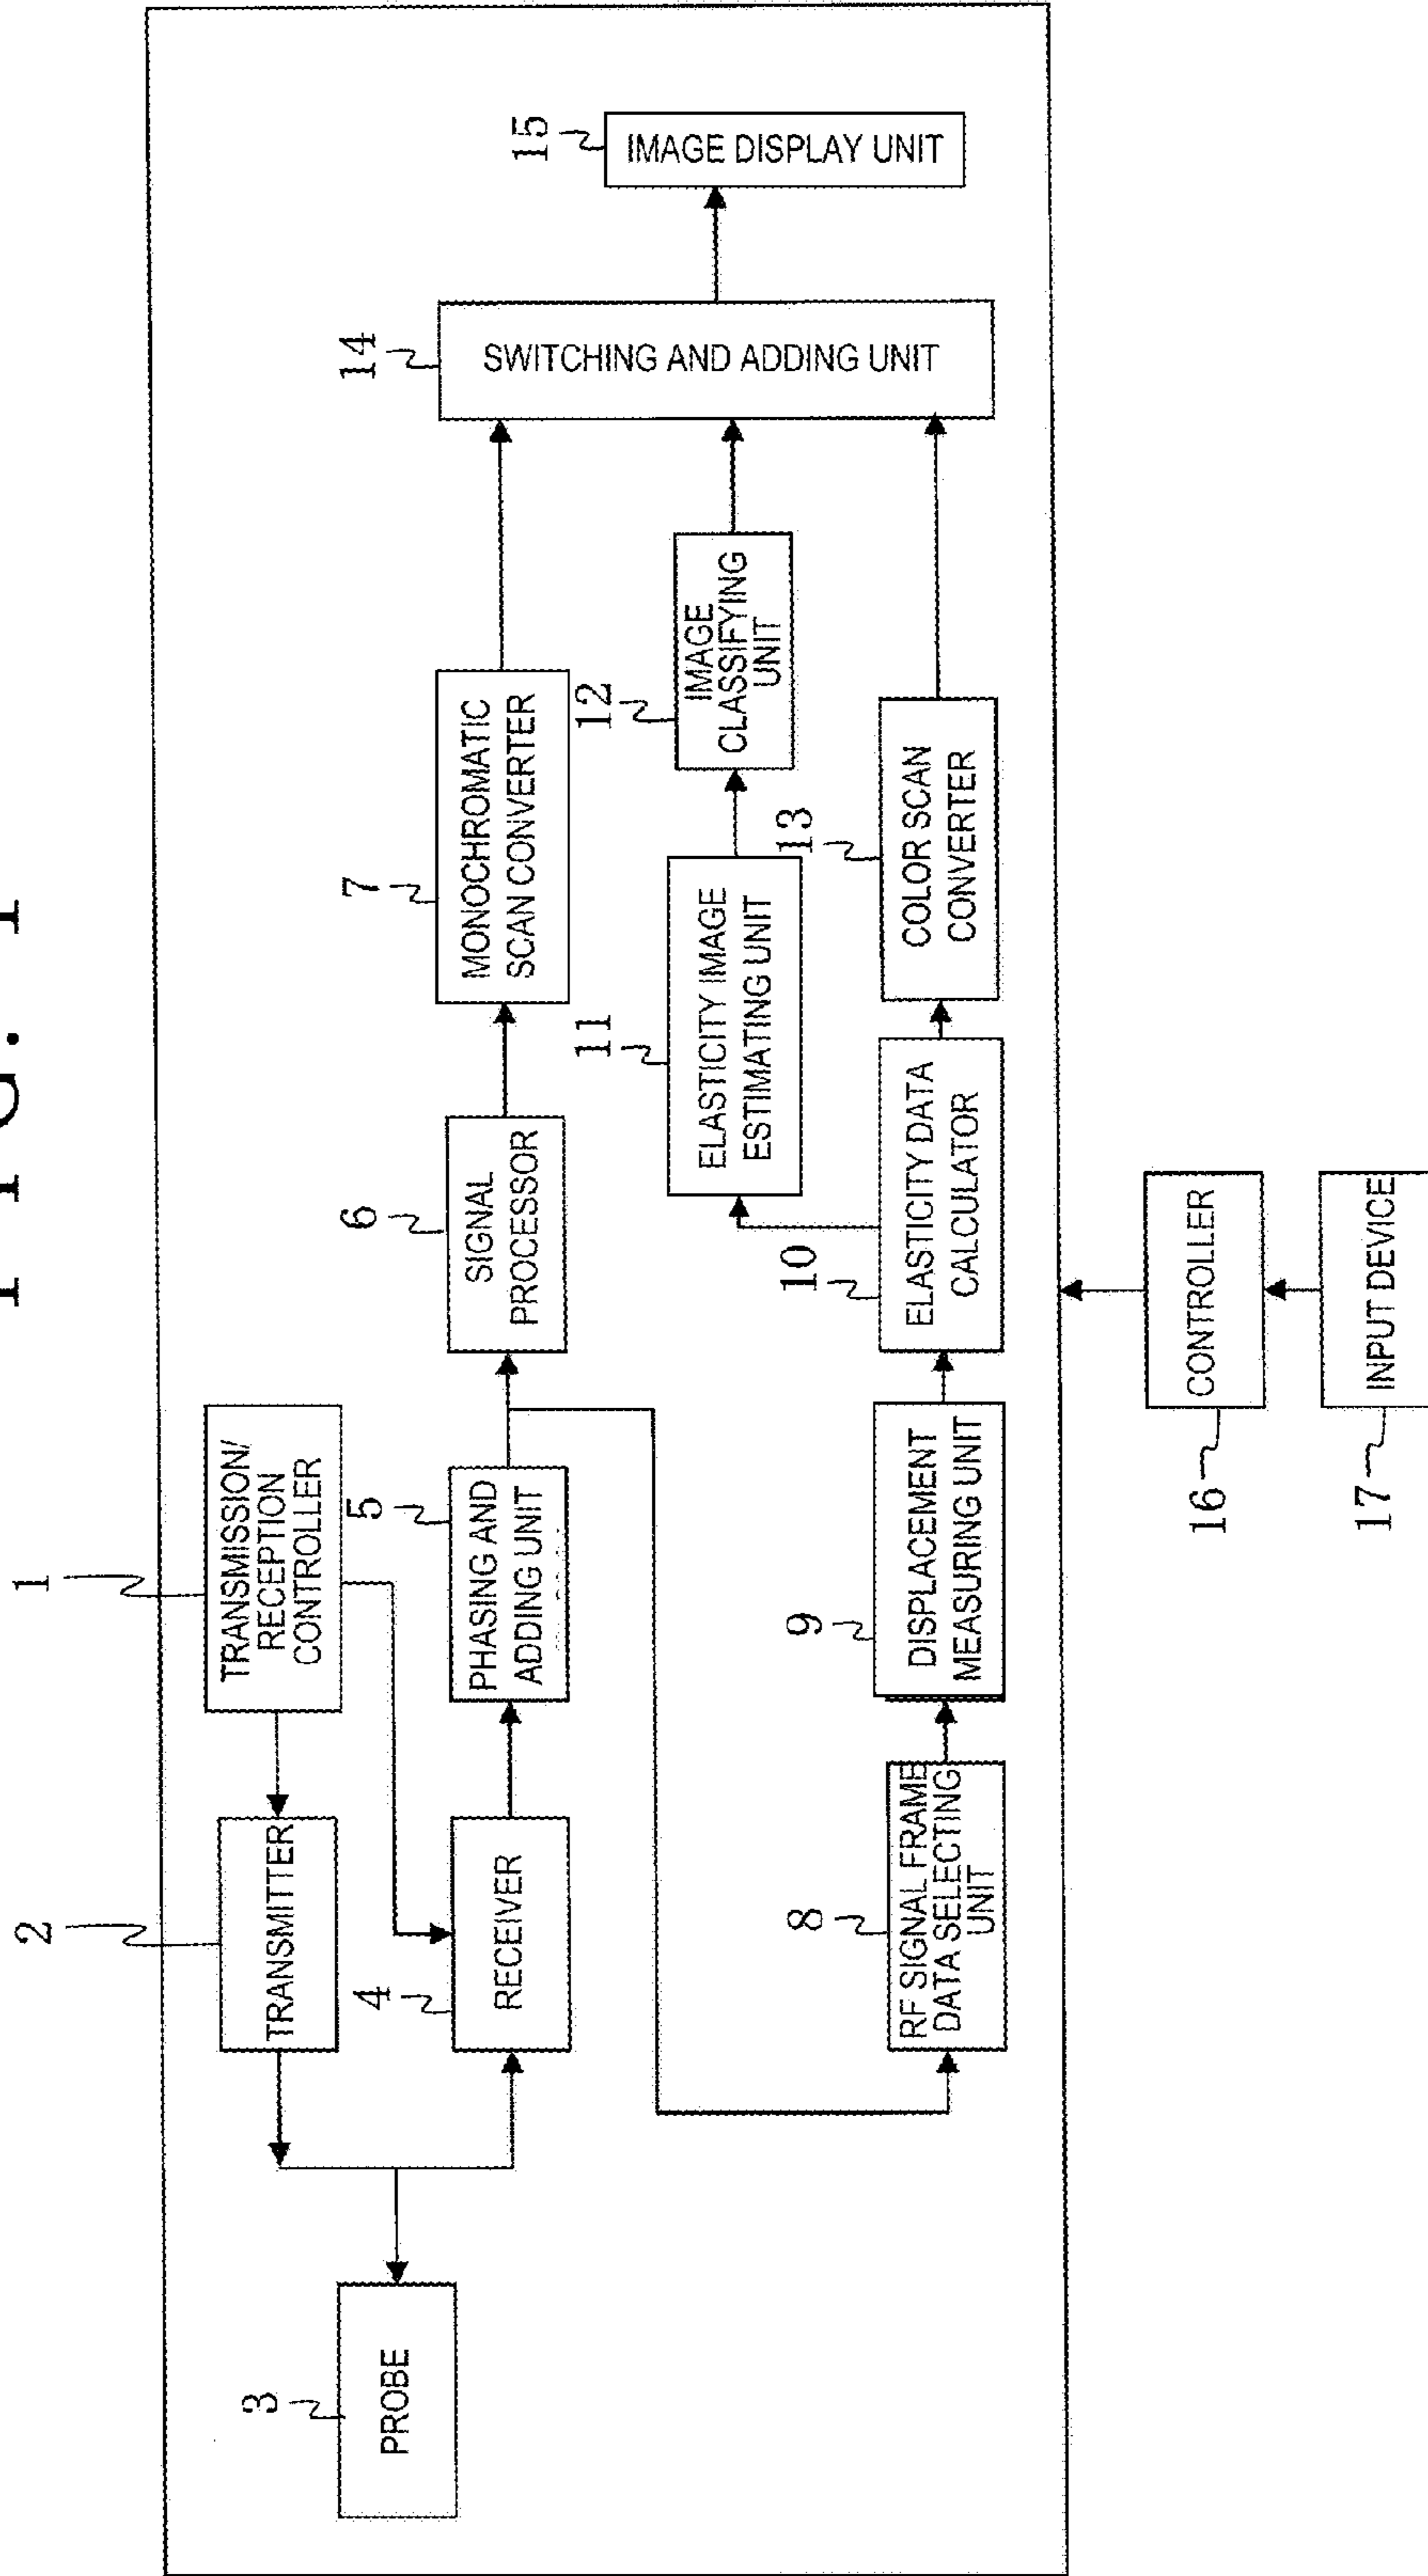 FIG. 1
1
TRANSMISSION/
RECEPTION
CONTROLLER
2
TRANSMITTER
3
PROBE
4
RECEIVER
5
PHASING AND
ADDING UNIT
6
SIGNAL
PROCESSOR
7
MONOCHROMATIC
SCAN CONVERTER
8
RF SIGNAL FRAME
DATA SELECTING
UNIT
9
DISPLACEMENT
MEASURING UNIT
10
ELASTICITY DATA
CALCULATOR
11
ELASTICITY IMAGE
ESTIMATING UNIT
12
IMAGE
CLASSIFYING
UNIT
13
COLOR SCAN
CONVERTER
14
SWITCHING AND ADDING UNIT
15
IMAGE DISPLAY UNIT
16
CONTROLLER
17
INPUT DEVICE